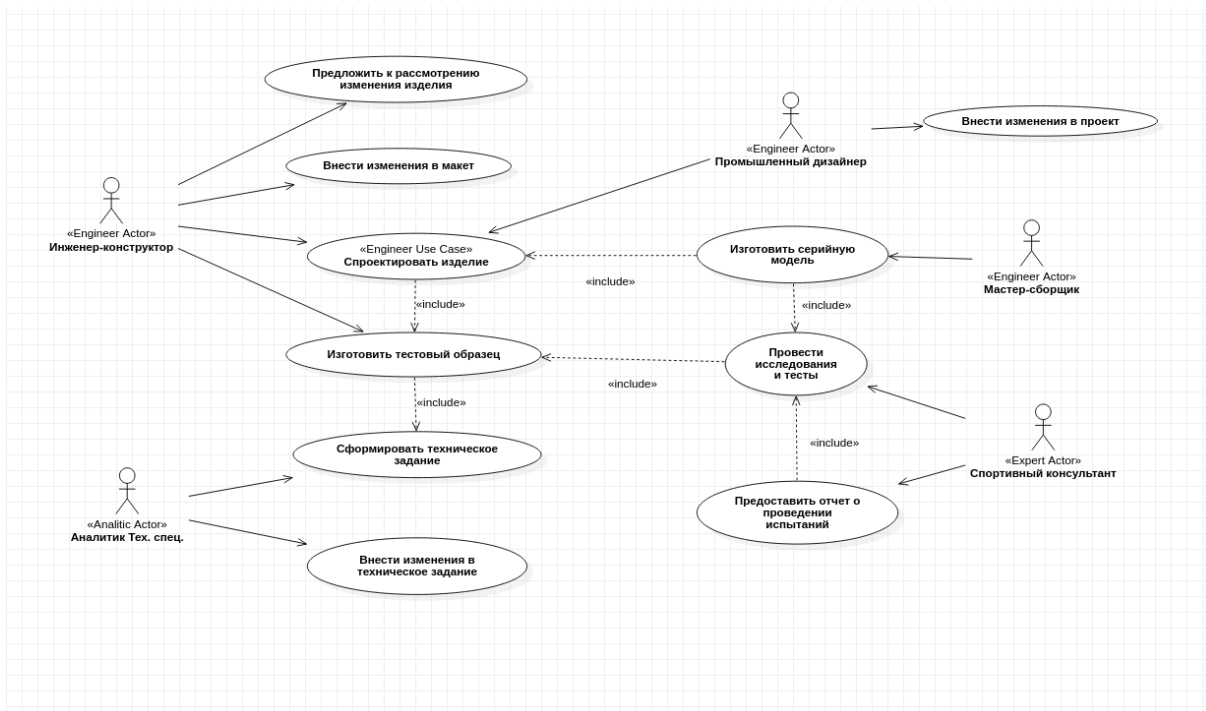 Предложить к рассмотрению
изменения изделия
«Engineer Actor»
Промышленный дизайнер
Внести изменения в проект
Внести изменения в макет
«Engineer Actor»
Инженер-конструктор
«Engineer Use Case»
Спроектировать изделие
Изготовить серийную
модель
«Engineer Actor»
Мастер-сборщик
«include»
«include»
«include»
Изготовить тестовый образец
Провести
исследования
и тесты
«include»
«include»
«include»
Сформировать техническое
задание
«Expert Actor»
Спортивный консультант
«Analitic Actor»
Аналитик Тех. спец.
Предоставить отчет о
проведении
испытаний
Внести изменения в
техническое задание